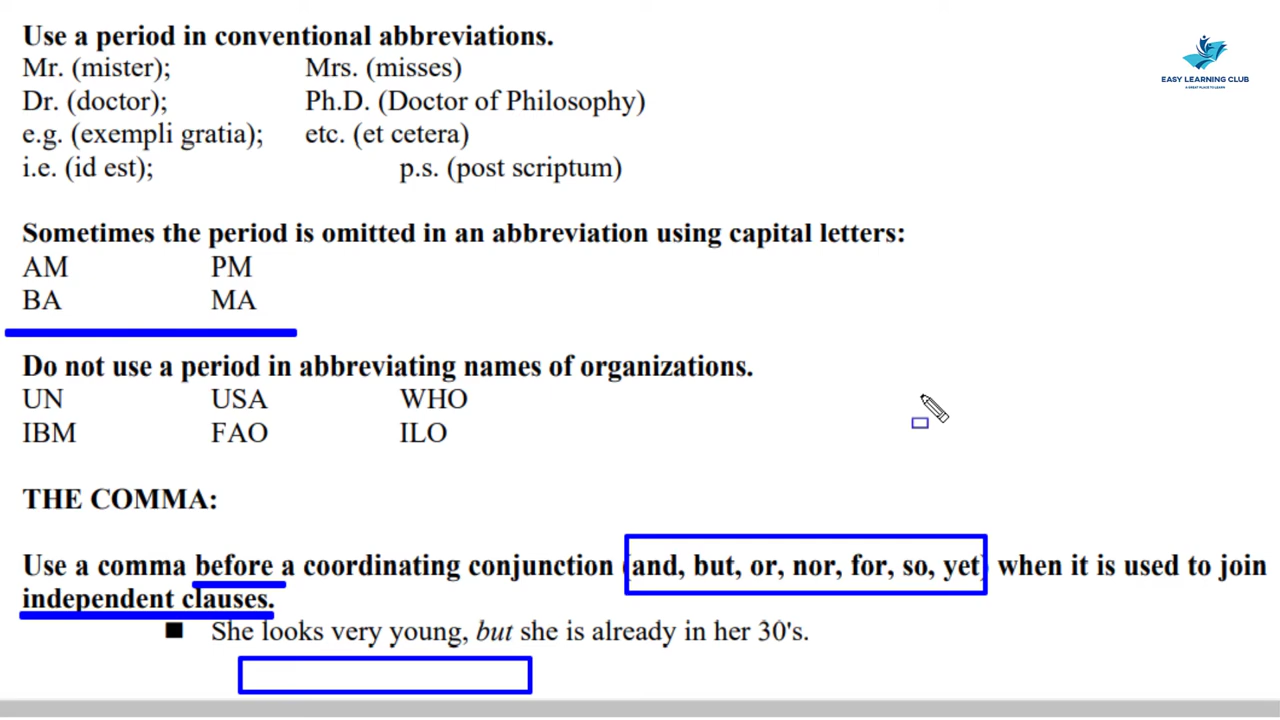 Use a period in conventional abbreviations.
Mr. (mister); Mrs. (misses)
Dr. (doctor); Ph.D. (Doctor of Philosophy)
e.g. (exempli gratia); etc. (et cetera)
i.e. (id est); p.s. (post scriptum)
EASY LEARNING CLUB
A GREAT PLACE TO LEARN
Sometimes the period is omitted in an abbreviation using capital letters:
AM PM
BA MA
Do not use a period in abbreviating names of organizations.
UN USA WHO
IBM FAO ILO
THE COMMA:
Use a comma before a coordinating conjunction (and, but, or, nor, for, so, yet) when it is used to join
independent clauses.
■ She looks very young, but she is already in her 30's.